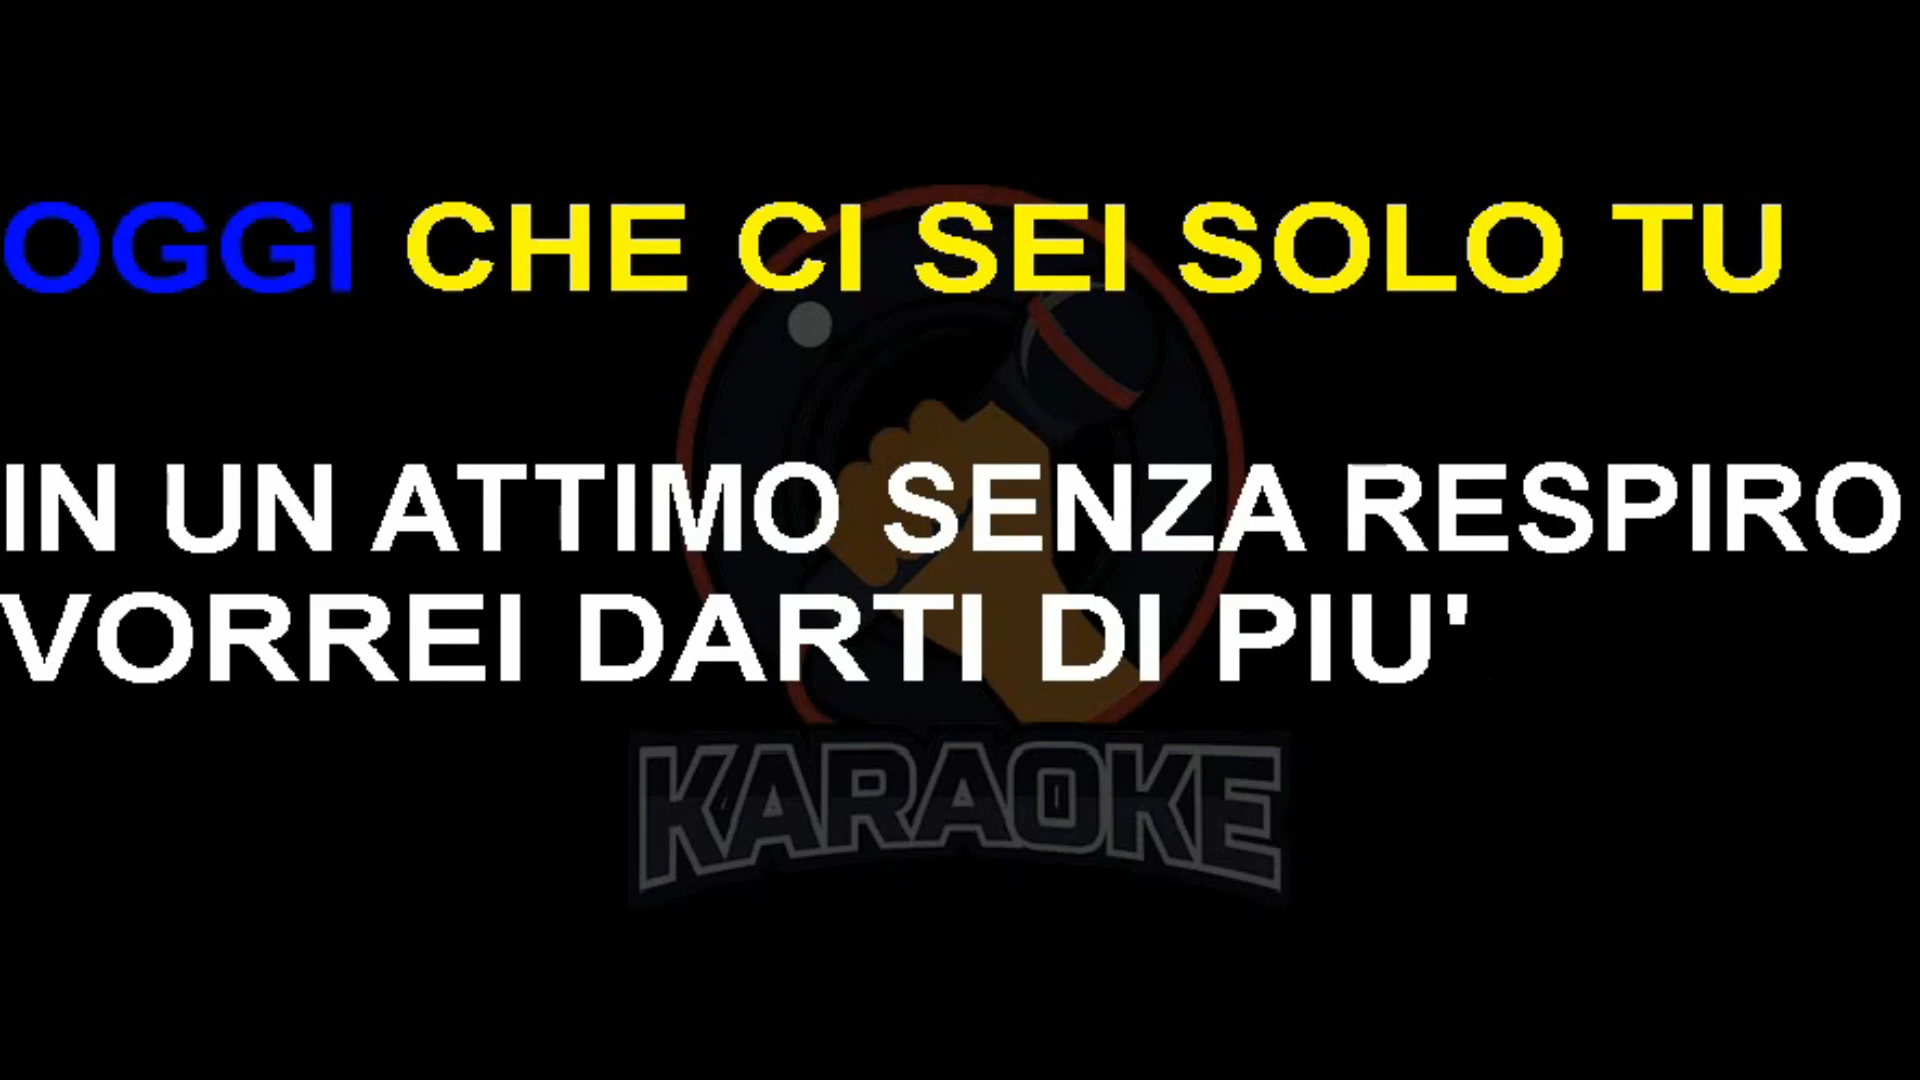 OGGI CHE CI SEI SOLO TU
IN UN ATTIMO SENZA RESPIRO
VORREI DARTI DI PIU'
KARAOKE